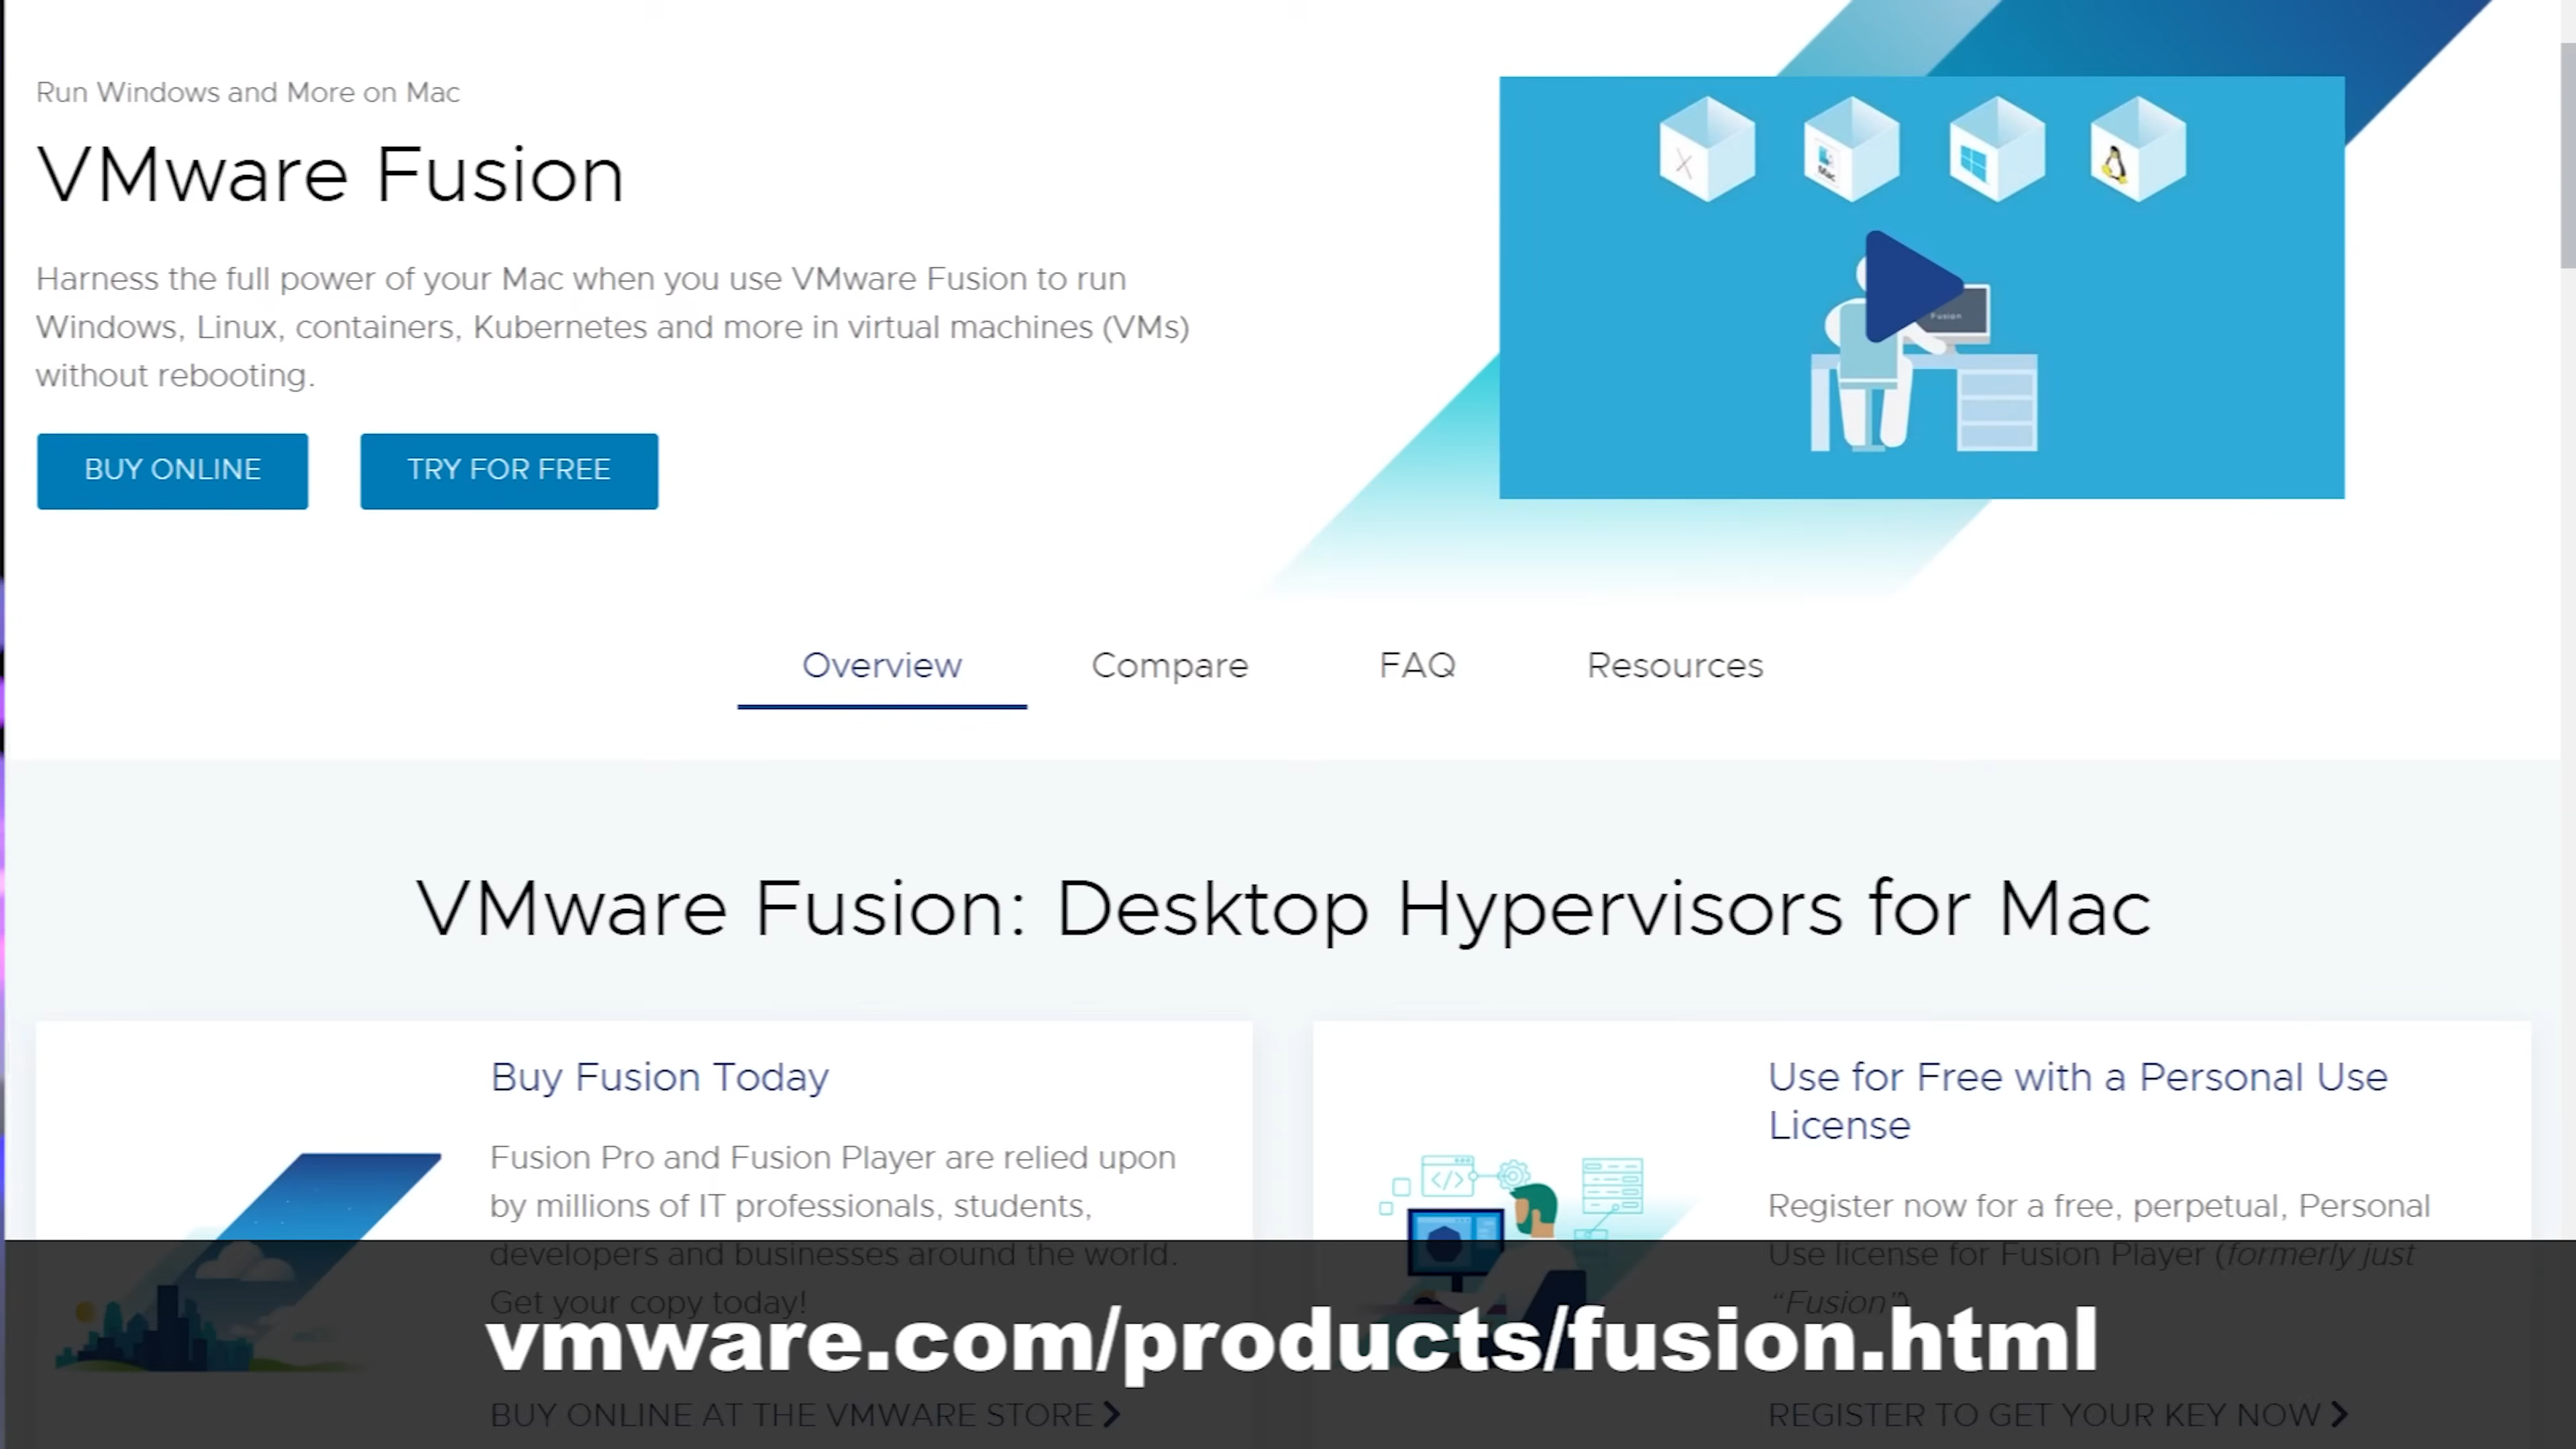 Run Windows and More on Mac
VMware Fusion
Harness the full power of your Mac when you use VMware Fusion to run
Windows, Linux, containers, Kubernetes and more in virtual machines (VMs)
without rebooting.
BUY ONLINE
TRY FOR FREE
X
Mac
Fusion
Overview
Compare
FAQ
Resources
VMware Fusion: Desktop Hypervisors for Mac
Buy Fusion Today
Fusion Pro and Fusion Player are relied upon
by millions of IT professionals, students,
developers and businesses around the world.
Get your copy today!
BUY ONLINE AT THE VMWARE STORE
Use for Free with a Personal Use
License
Register now for a free, perpetual, Personal
Use license for Fusion Player (formerly just
“Fusion”)
REGISTER TO GET YOUR KEY NOW
vmware.com/products/fusion.html